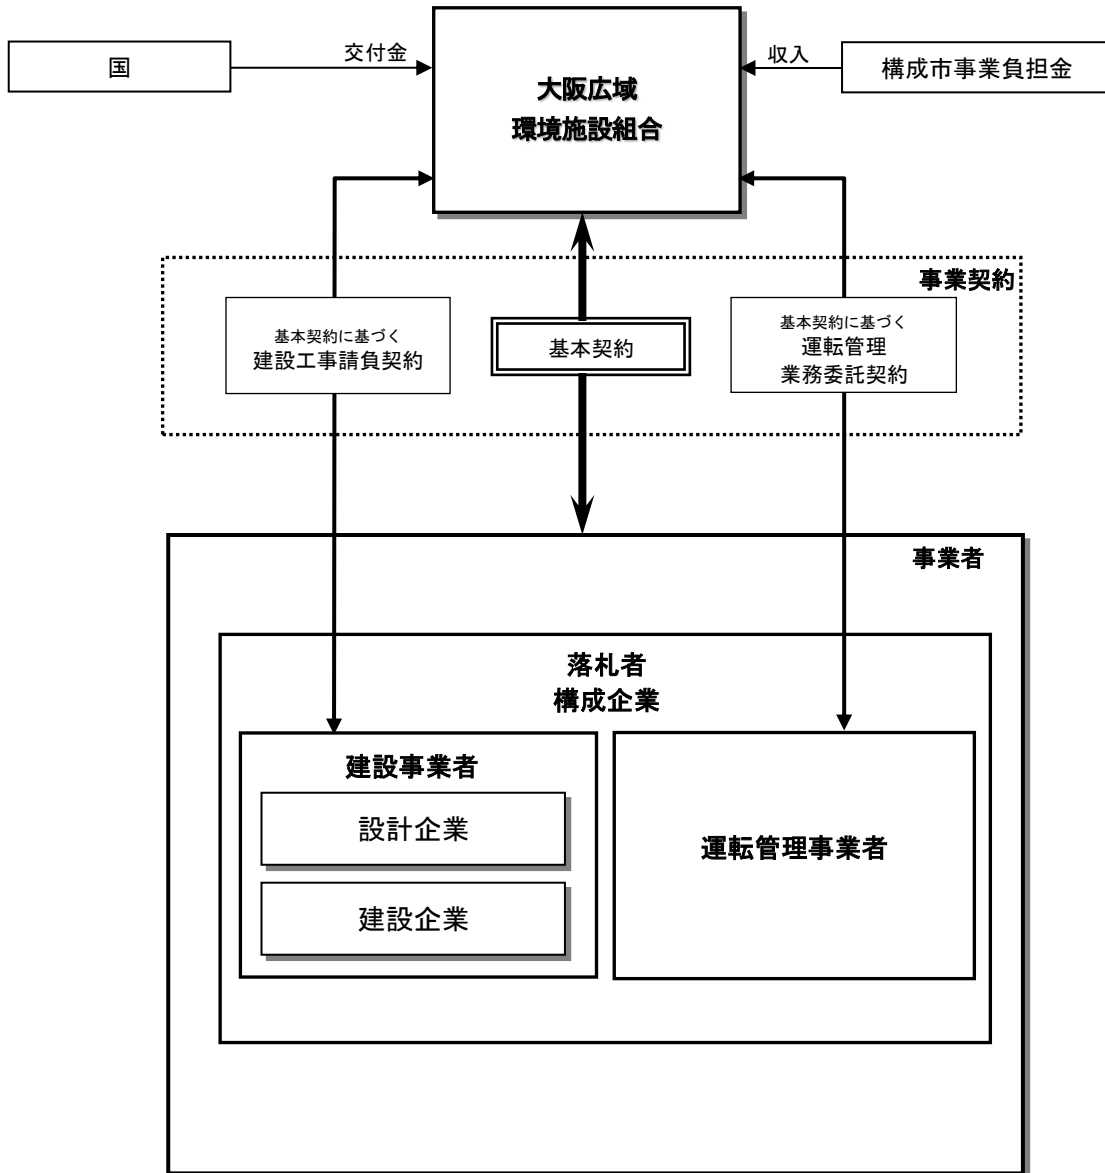 国
交付金
大阪広域
環境施設組合
収入
構成市事業負担金
事業契約
基本契約に基づく
建設工事請負契約
基本契約
基本契約に基づく
運転管理
業務委託契約
事業者
落札者
構成企業
建設事業者
設計企業
建設企業
運転管理事業者